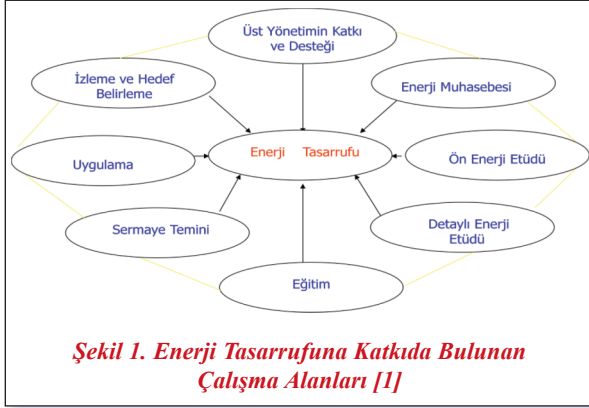 Üst Yönetimin Katkı
ve Desteği
İzleme ve Hedef
Belirleme
Enerji Muhasebesi
Enerji Tasarrufu
Uygulama
Ön Enerji Etüdü
Sermaye Temini
Detaylı Enerji
Etüdü
Eğitim
Şekil 1. Enerji Tasarrufuna Katkıda Bulunan
Çalışma Alanları [1]